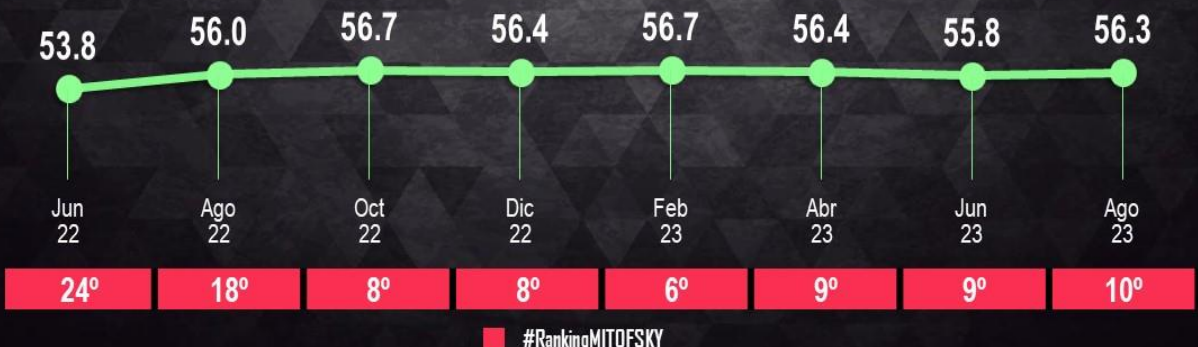 53.8 56.0 56.7 56.4 56.7 56.4 55.8 56.3
Jun Ago Oct Dic Feb Abr Jun Ago
22 22 22 22 23 23 23 23
24º 18º 8º 8º 6º 9º 9º 10º
#RankingMITOFSKY